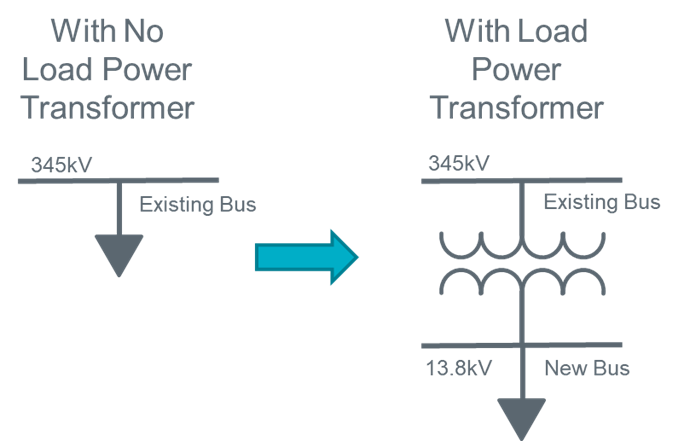 With No
Load Power
Transformer
345kV
Existing Bus
With Load
Power
Transformer
345kV
Existing Bus
13.8kV
New Bus